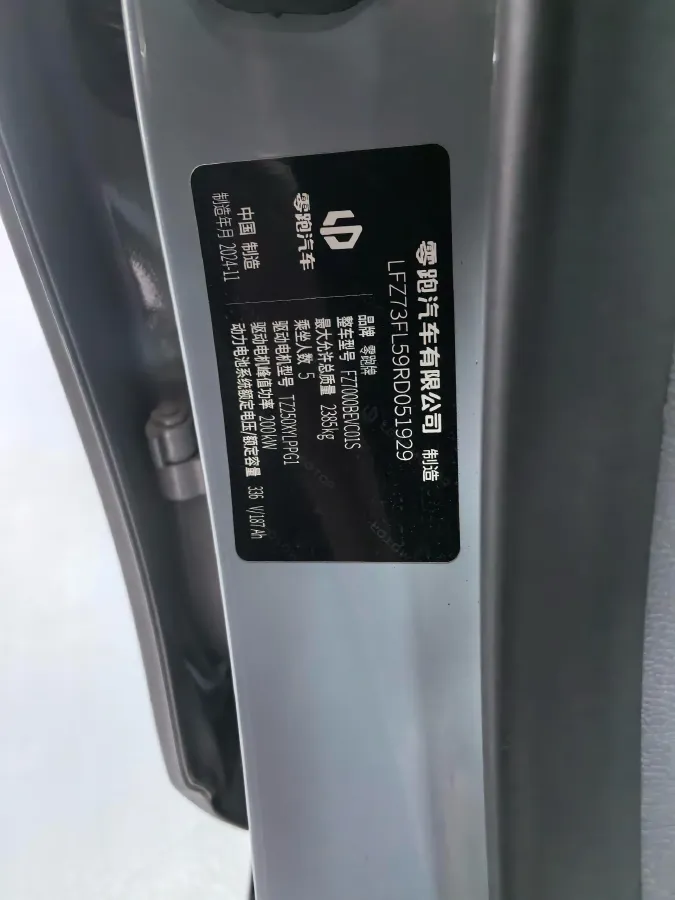 零跑汽车有限公司 制造
LFZ73FL59RD051929
零跑汽车
中国 制造
制造年月 2024-11
品牌 零跑牌
整车型号 FZ7000BEVC01S
最大允许总质量 2385kg
乘坐人数 5
驱动电机型号 TZ250XYLPPG1
驱动电机峰值功率 200kW
动力电池系统额定电压/额定容量 336 V/187Ah